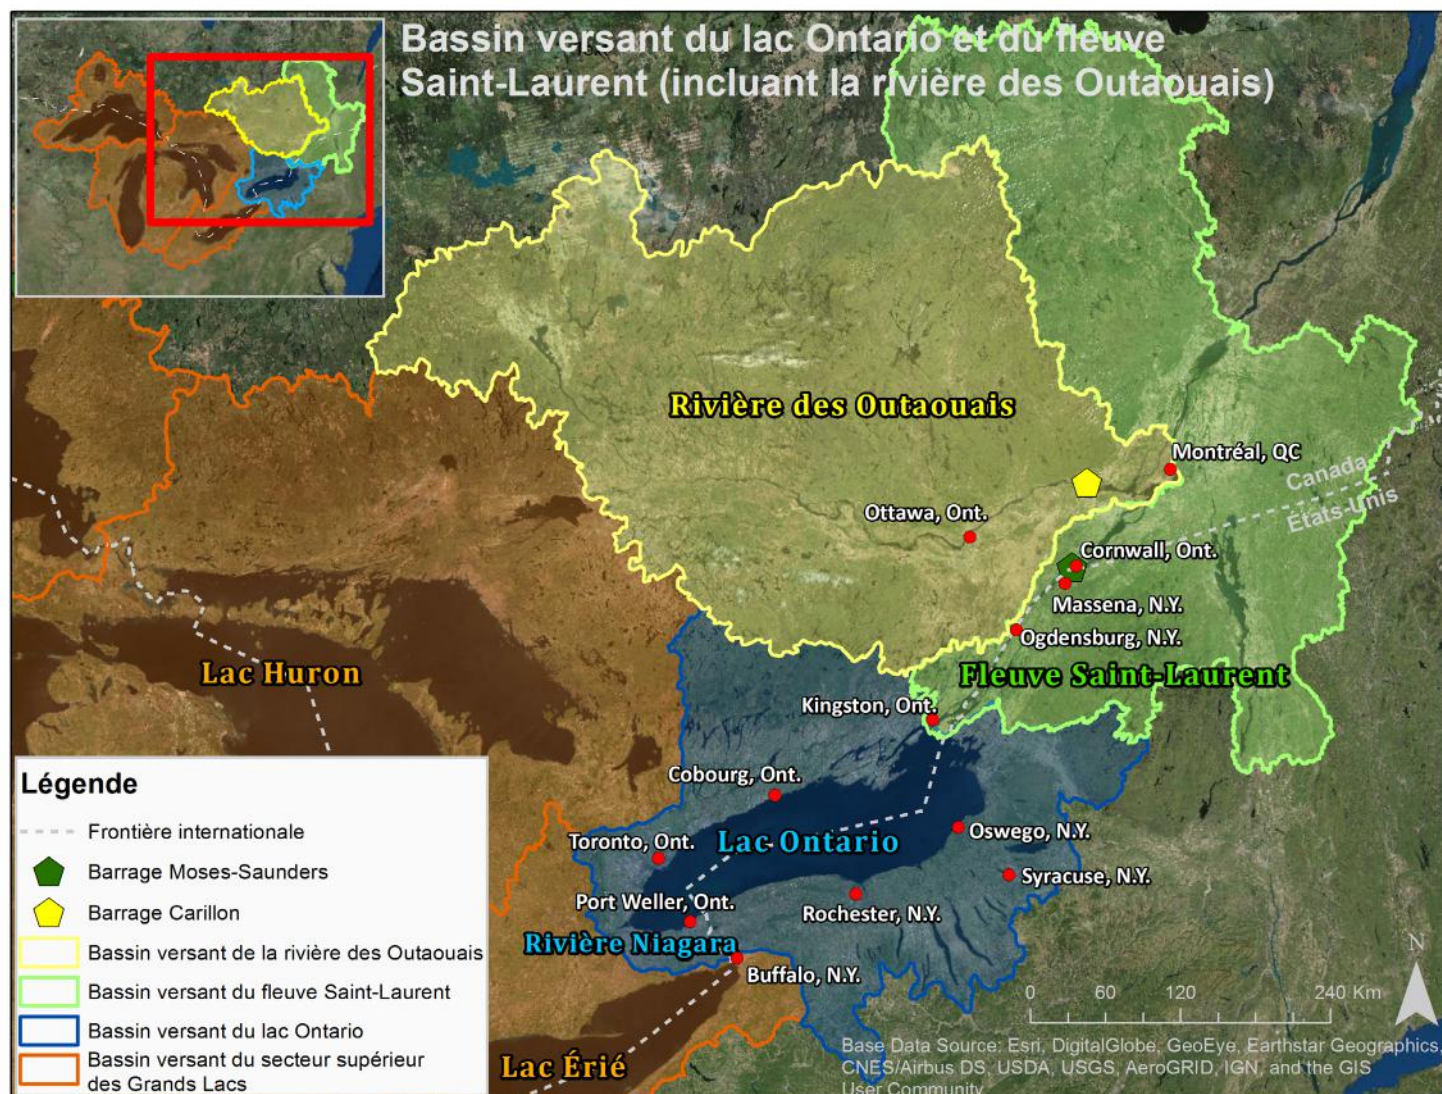 Bassin versant du lac Ontario et du fleuve
Saint-Laurent (incluant la rivière des Outaouais)
Rivière des Outaouais
Montréal, QC
Canada
États-Unis
Ottawa, Ont.
Cornwall, Ont.
Massena, N.Y.
Ogdensburg, N.Y.
Lac Huron
Fleuve Saint-Laurent
Kingston, Ont.
Cobourg, Ont.
Lac Ontario
Oswego, N.Y.
Toronto, Ont.
Syracuse, N.Y.
Port Weller, Ont.
Rochester, N.Y.
Rivière Niagara
Buffalo, N.Y.
Lac Érié
Légende
Frontière internationale
Barrage Moses-Saunders
Barrage Carillon
Bassin versant de la rivière des Outaouais
Bassin versant du fleuve Saint-Laurent
Bassin versant du lac Ontario
Bassin versant du secteur supérieur
des Grands Lacs
N
0 60 120 240 Km
Base Data Source: Esri, DigitalGlobe, GeoEye, Earthstar Geographics,
CNES/Airbus DS, USDA, USGS, AeroGRID, IGN, and the GIS
User Community